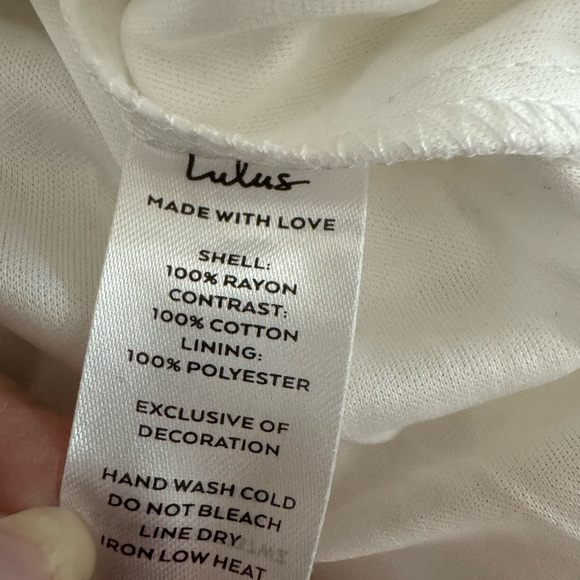 Lulus
MADE WITH LOVE
SHELL:
100% RAYON
CONTRAST:
100% COTTON
LINING:
100% POLYESTER
EXCLUSIVE OF
DECORATION
HAND WASH COLD
DO NOT BLEACH
LINE DRY
IRON LOW HEAT